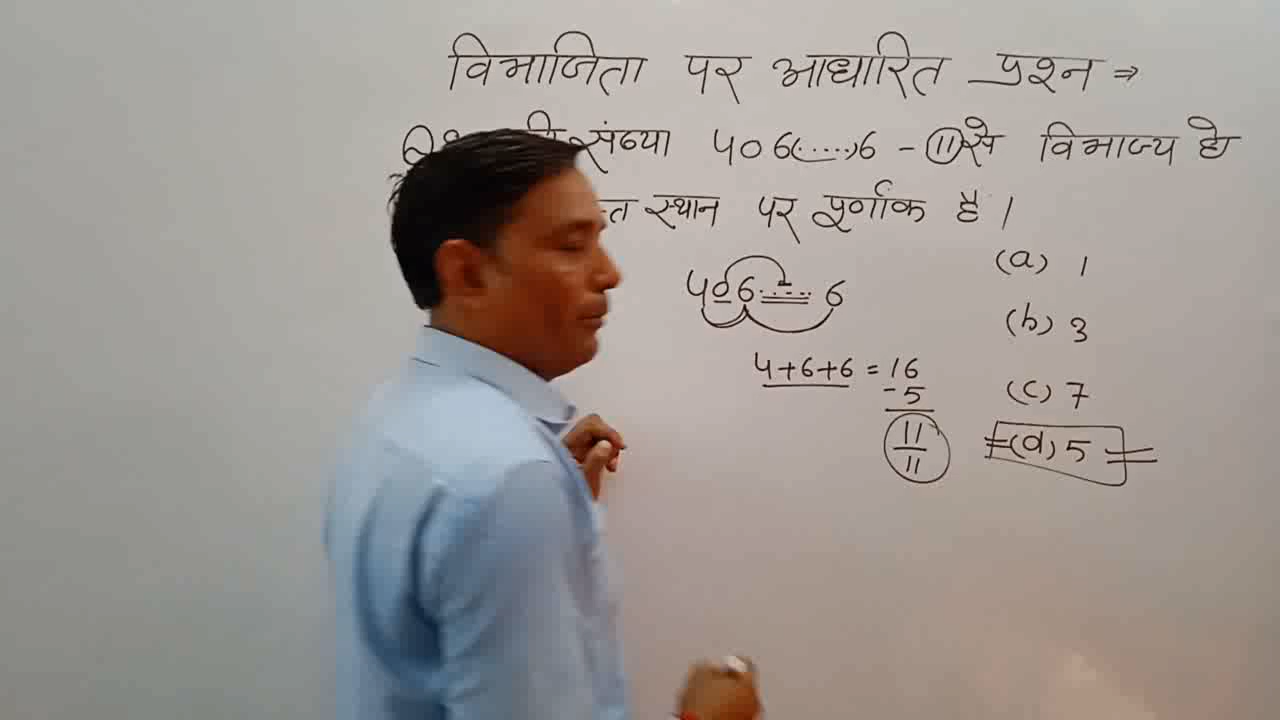 विभाजिता पर आधारित प्रश्न ⇒
संख्या 406(.....)6 - 11 से विभाज्य हो
स्थान पर पूर्णांक है ।
(a) 1
406.....6
(b) 3
4+6+6 = 16
-5
(c) 7
11
11
(d) 5